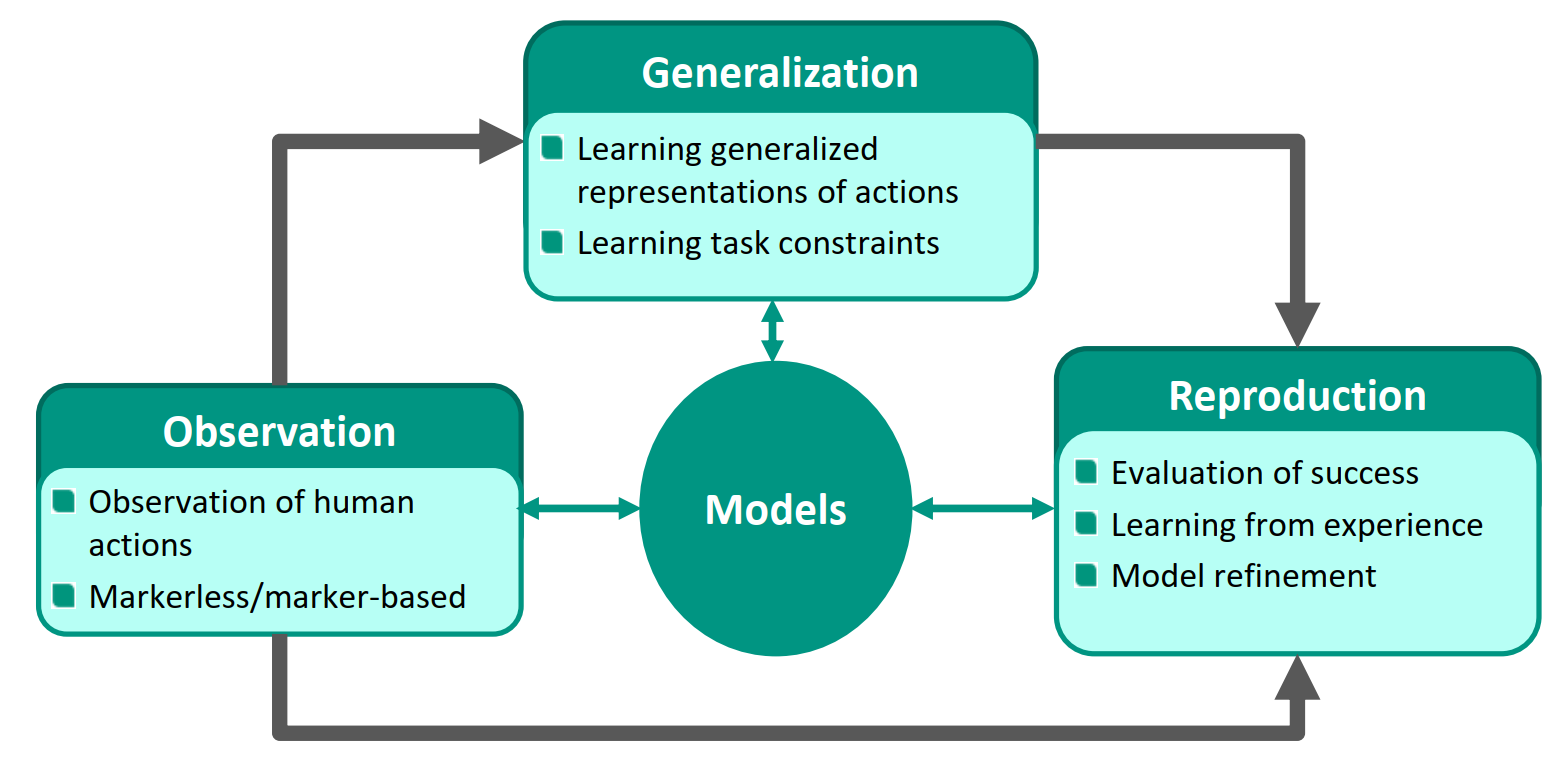 Generalization
Learning generalized
representations of actions
Learning task constraints
Observation
Observation of human
actions
Markerless/marker-based
Models
Reproduction
Evaluation of success
Learning from experience
Model refinement